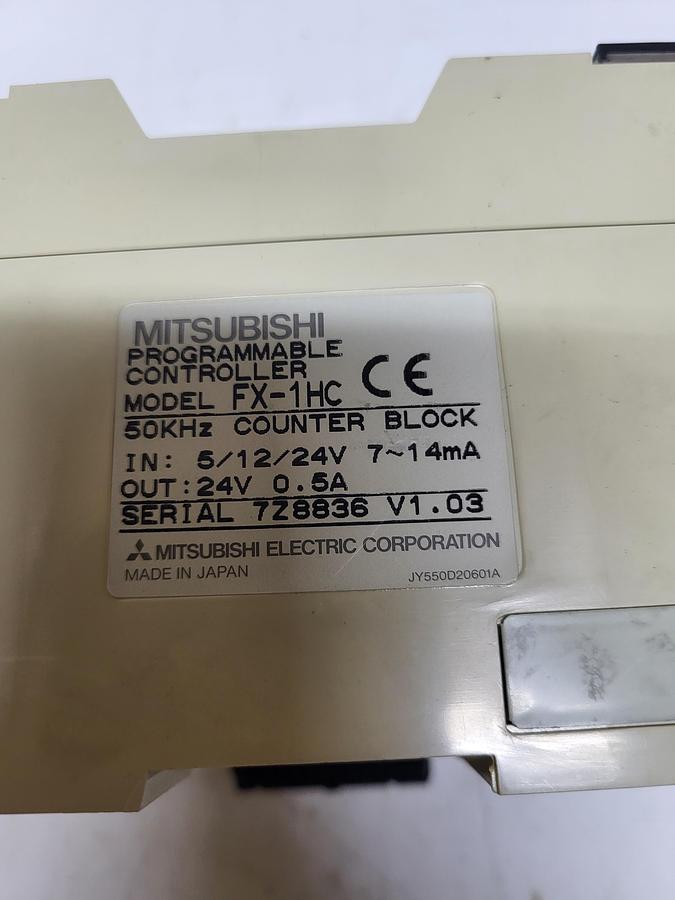 MITSUBISHI
PROGRAMMABLE
CONTROLLER CE
MODEL FX-1HC
50KHz COUNTER BLOCK
IN: 5/12/24V 7~14mA
OUT:24V 0.5A
SERIAL 7Z8836 V1.03
MITSUBISHI ELECTRIC CORPORATION
MADE IN JAPAN JY550D20601A